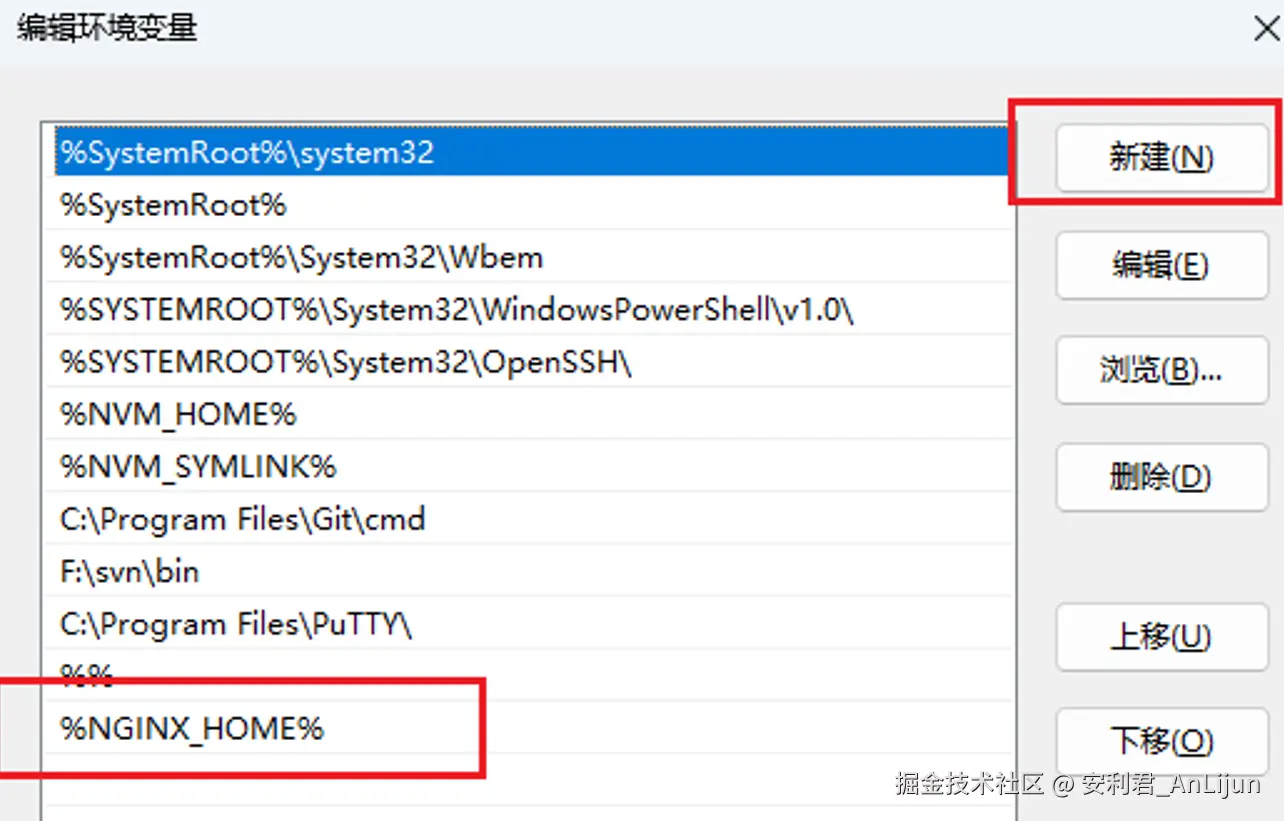 编辑环境变量
%SystemRoot%\system32
%SystemRoot%
%SystemRoot%\System32\Wbem
%SYSTEMROOT%\System32\WindowsPowerShell\v1.0\
%SYSTEMROOT%\System32\OpenSSH\
%NVM_HOME%
%NVM_SYMLINK%
C:\Program Files\Git\cmd
F:\svn\bin
C:\Program Files\PuTTY\
%%
%NGINX_HOME%
新建(N)
编辑(E)
浏览(B)...
删除(D)
上移(U)
下移(O)
掘金技术社区 @ 安利君_AnLijun